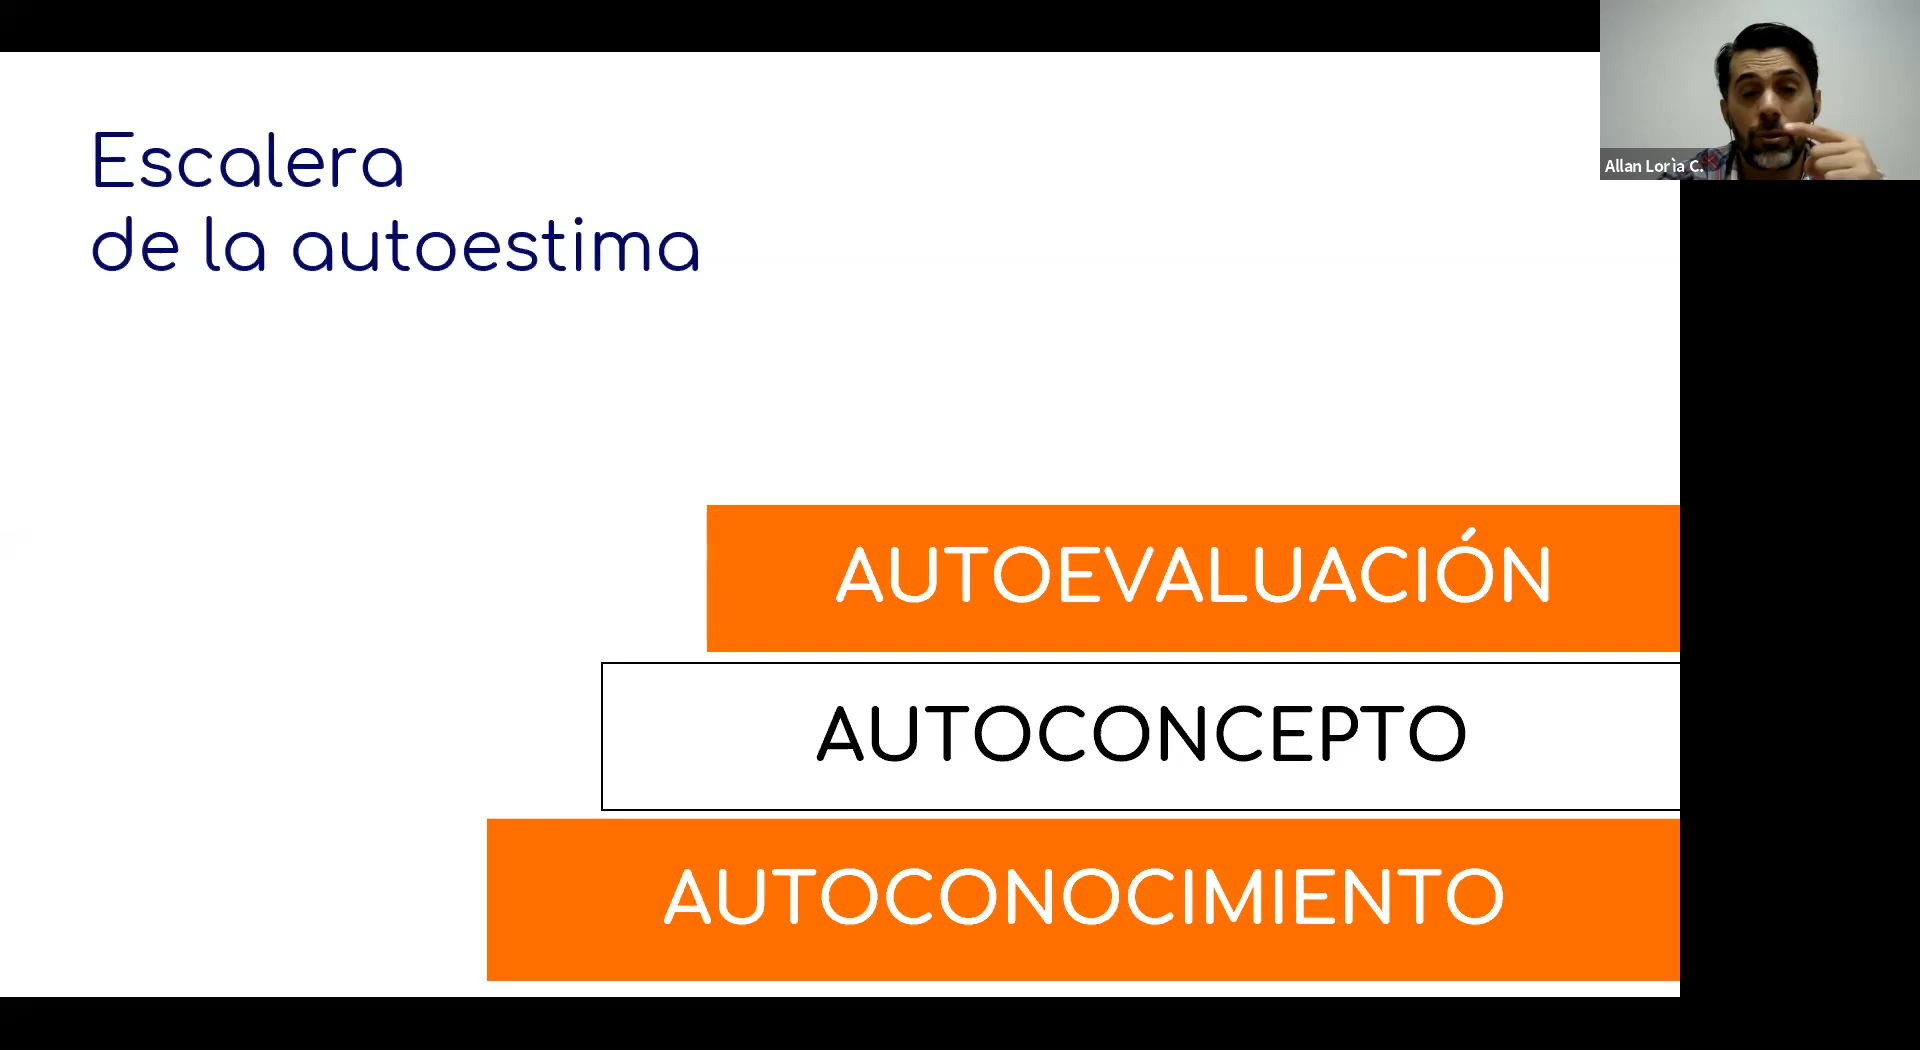 Escalera
de la autoestima
Allan Lorìa C.
AUTOEVALUACIÓN
AUTOCONCEPTO
AUTOCONOCIMIENTO